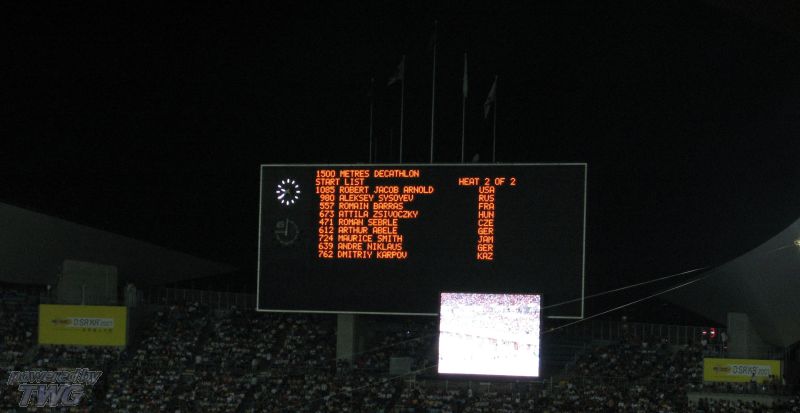 1500 METRES DECATHLON
START LIST HEAT 2 OF 2
1085 ROBERT JACOB ARNOLD USA
980 ALEKSEY SYSOYEV RUS
557 ROMAIN BARRAS FRA
673 ATTILA ZSIVOCZKY HUN
471 ROMAN SEBRLE CZE
612 ARTHUR ABELE GER
724 MAURICE SMITH JAM
639 ANDRE NIKLAUS GER
762 DMITRIY KARPOV KAZ
OSAKA
OSAKA2007
powered by
TWG